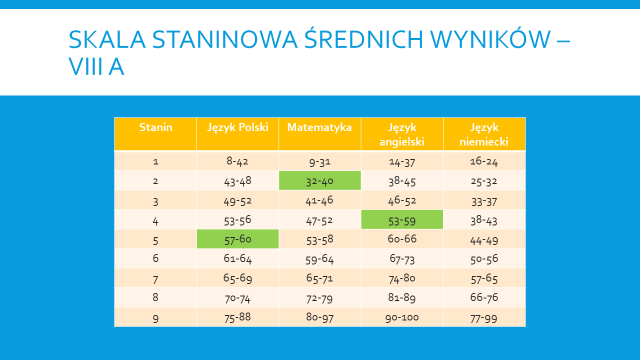 SKALA STANINOWA ŚREDNICH WYNIKÓW –
VIII A
Stanin Język Polski Matematyka Język angielski Język niemiecki
1 8-42 9-31 14-37 16-24
2 43-48 32-40 38-45 25-32
3 49-52 41-46 46-52 33-37
4 53-56 47-52 53-59 38-43
5 57-60 53-58 60-66 44-49
6 61-64 59-64 67-73 50-56
7 65-69 65-71 74-80 57-65
8 70-74 72-79 81-89 66-76
9 75-88 80-97 90-100 77-99